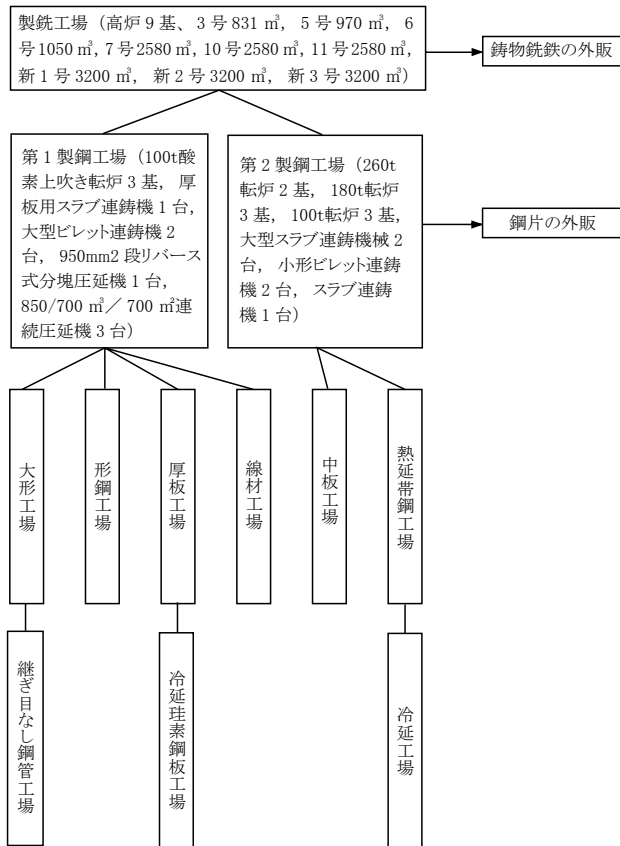 製銑工場（高炉 9 基、 3 号 831 ㎥， 5 号 970 ㎥， 6
号 1050 ㎥, 7 号 2580 ㎥, 10 号 2580 ㎥, 11 号 2580 ㎥,
新 1 号 3200 ㎥， 新 2 号 3200 ㎥， 新 3 号 3200 ㎥）
鋳物銑鉄の外販
第 1 製鋼工場（100t酸
素上吹き転炉 3 基， 厚
板用スラブ連鋳機 1 台，
大型ビレット連鋳機 2
台， 950mm2 段リバース
式分塊圧延機 1 台，
850/700 ㎥／ 700 ㎡連
続圧延機 3 台）
第 2 製鋼工場（260t
転炉 2 基， 180t転炉
3 基， 100t転炉 3 基，
大型スラブ連鋳機械 2
台， 小形ビレット連鋳
機 2 台， スラブ連鋳
機 1 台）
鋼片の外販
大形工場
形鋼工場
厚板工場
線材工場
中板工場
熱延帯鋼工場
継ぎ目なし鋼管工場
冷延珪素鋼板工場
冷延工場